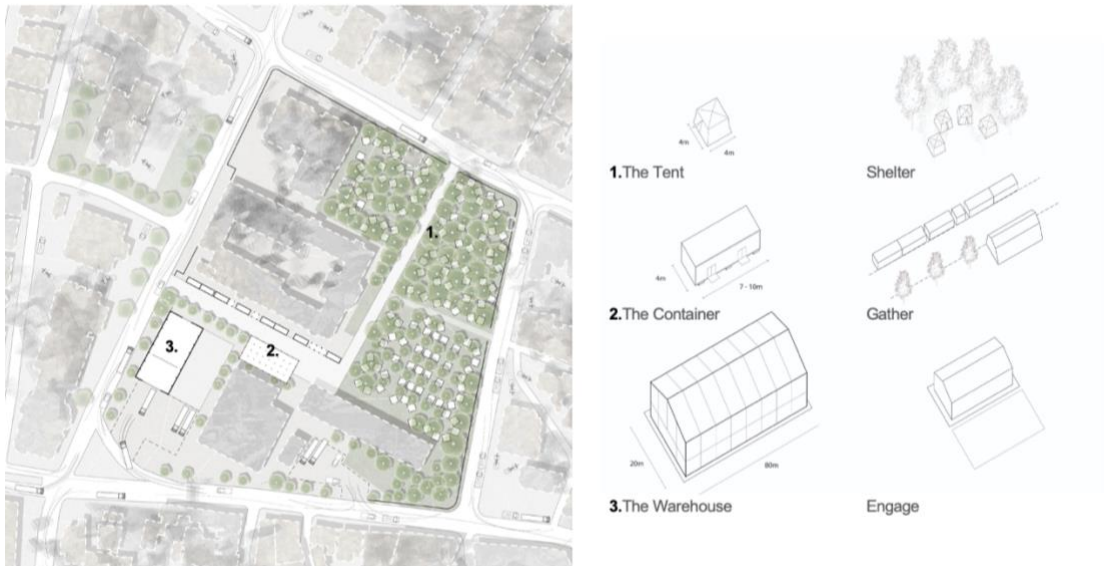 1.
2.
3.
4m
4m
1.The Tent
Shelter
4m
7 - 10m
2.The Container
Gather
20m
80m
3.The Warehouse
Engage